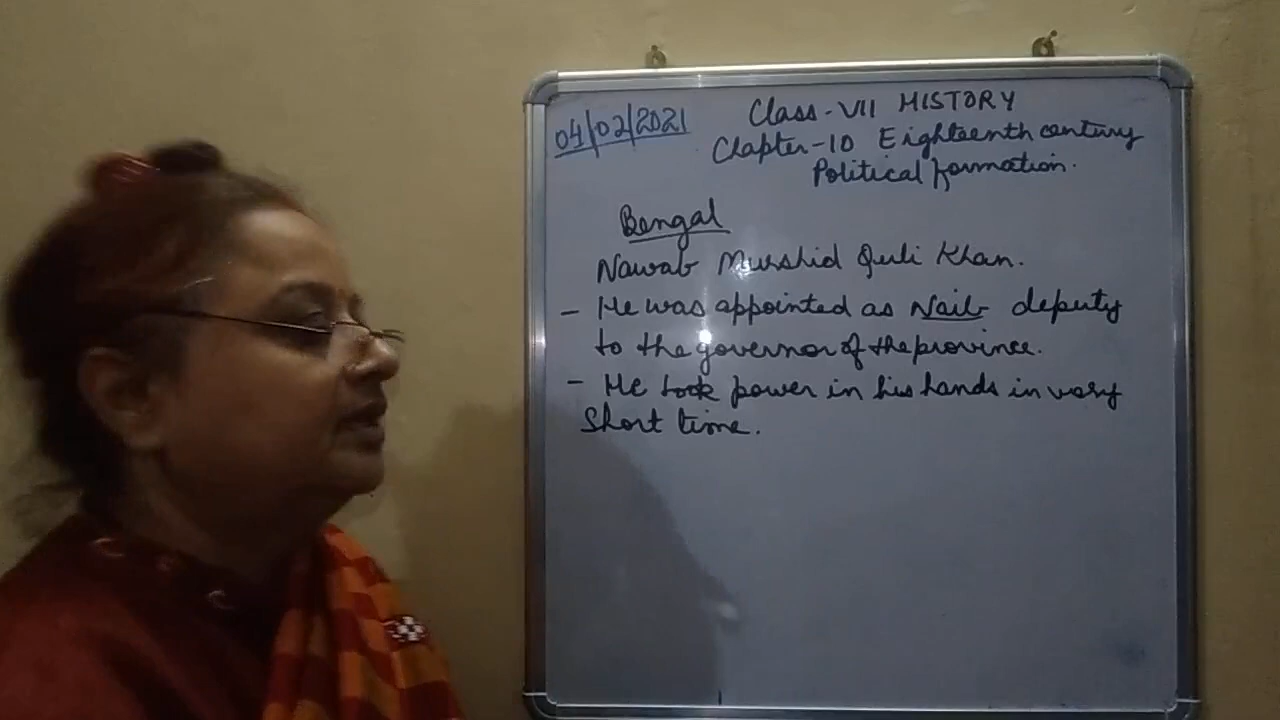 04/02/2021
Class-VII HISTORY
Chapter-10 Eighteenth century
Political formation.
Bengal
Nawab Murshid Quli Khan.
- He was appointed as Naib deputy
to the governor of the province.
- He took power in his hands in very
Short time.